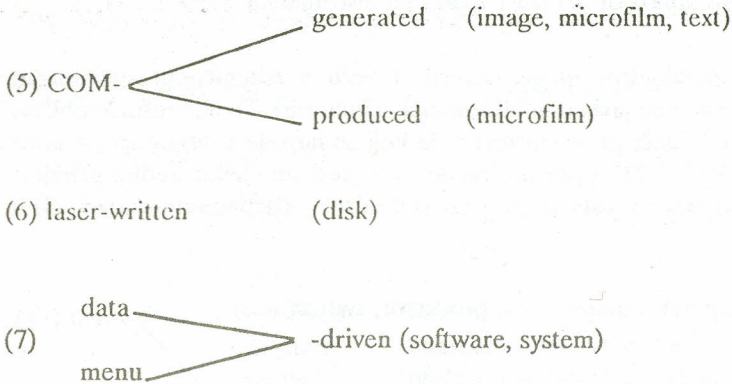 generated (image, microfilm, text)
(5) COM-
produced (microfilm)
(6) laser-written (disk)
data
(7) -driven (software, system)
menu